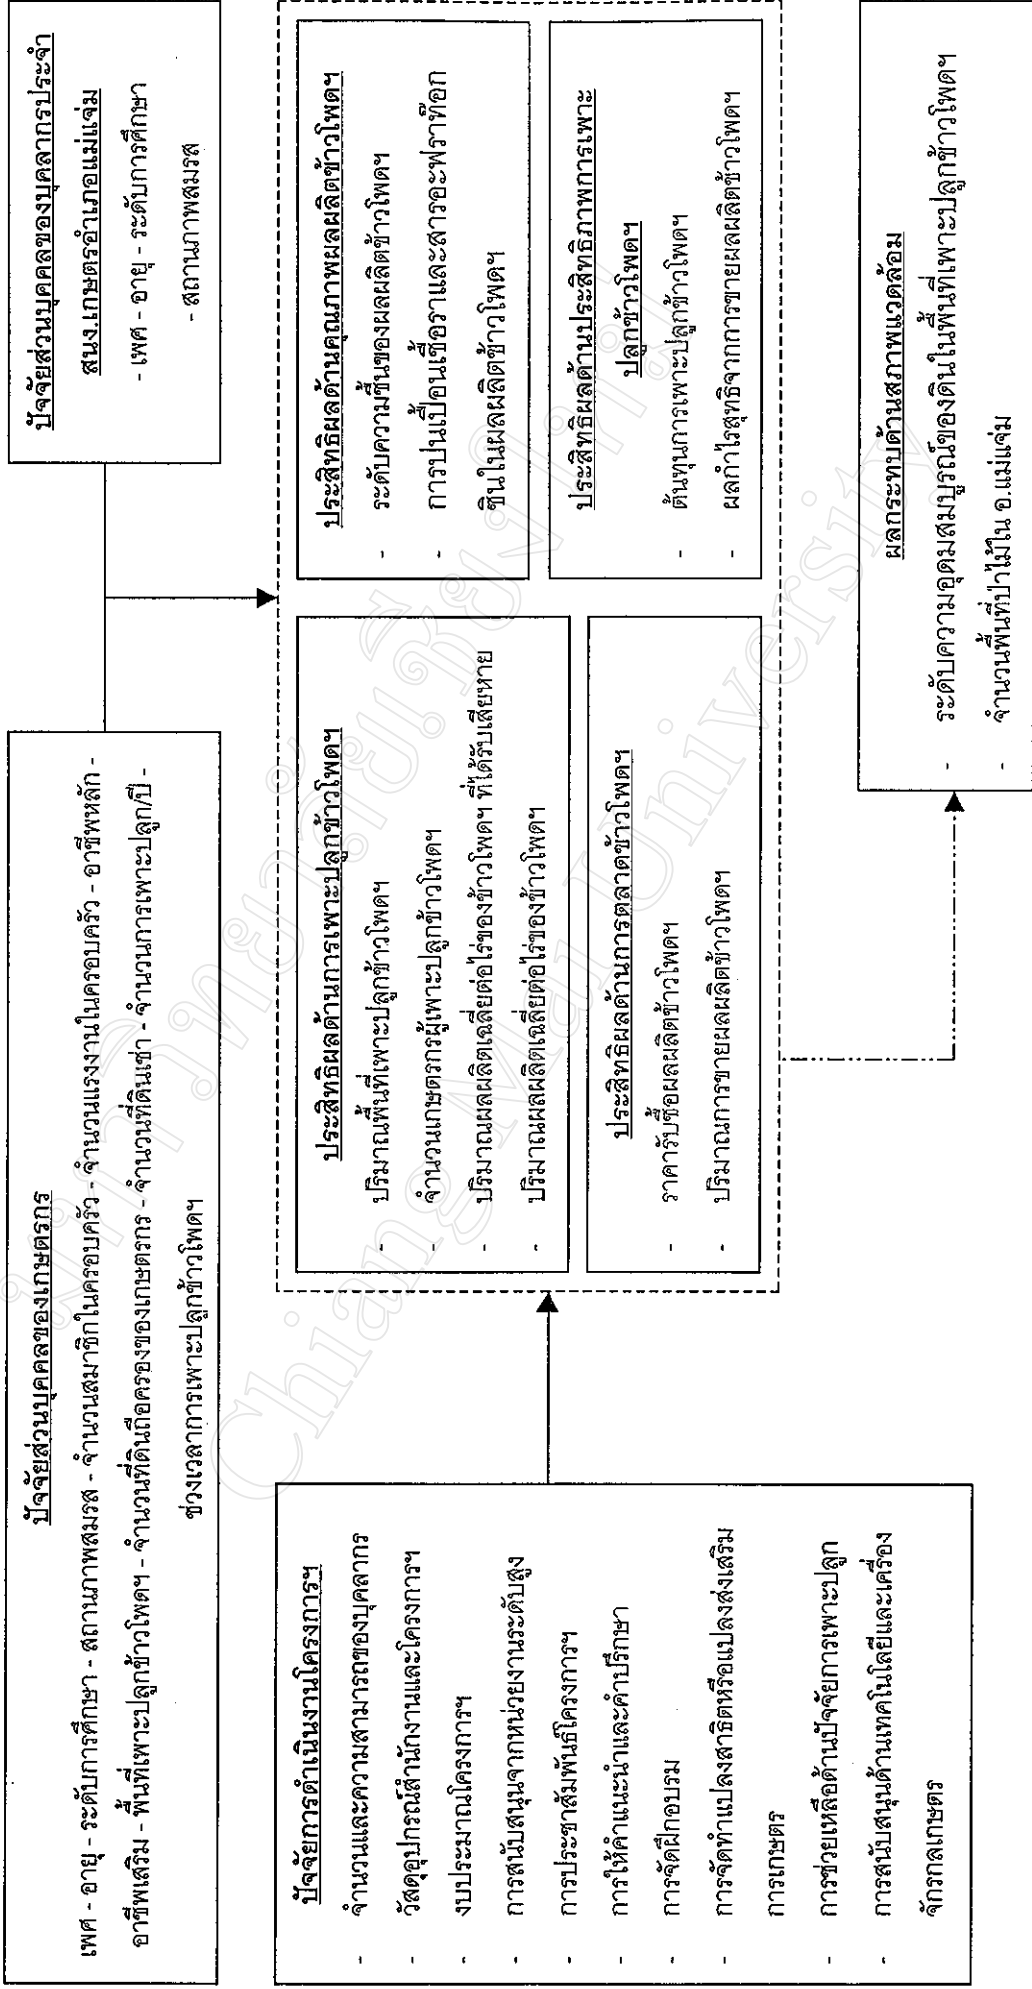 ปัจจัยส่วนบุคคลของเกษตรกร
เพศ - อายุ - ระดับการศึกษา - สถานภาพสมรส - จำนวนสมาชิกในครอบครัว - จำนวนแรงงานในครอบครัว - อาชีพหลัก -
อาชีพเสริม - พื้นที่เพาะปลูกข้าวโพดฯ - จำนวนที่ดินถือครองของเกษตรกร - จำนวนที่ดินเช่า - จำนวนการเพาะปลูก/ปี -
ช่วงเวลาการเพาะปลูกข้าวโพดฯ
ปัจจัยส่วนบุคคลของบุคลากรประจำ
สนง.เกษตรอำเภอแม่แจ่ม
- เพศ - อายุ - ระดับการศึกษา
- สถานภาพสมรส
ปัจจัยการดำเนินงานโครงการฯ
- จำนวนและความสามารถของบุคลากร
- วัสดุอุปกรณ์สำนักงานและโครงการฯ
- งบประมาณโครงการฯ
- การสนับสนุนจากหน่วยงานระดับสูง
- การประชาสัมพันธ์โครงการฯ
- การให้คำแนะนำและคำปรึกษา
- การจัดฝึกอบรม
- การจัดทำแปลงสาธิตหรือแปลงส่งเสริม
การเกษตร
- การช่วยเหลือด้านปัจจัยการเพาะปลูก
- การสนับสนุนด้านเทคโนโลยีและเครื่อง
จักรกลเกษตร
ประสิทธิผลด้านการเพาะปลูกข้าวโพดฯ
- ปริมาณพื้นที่เพาะปลูกข้าวโพดฯ
- จำนวนเกษตรกรผู้เพาะปลูกข้าวโพดฯ
- ปริมาณผลผลิตเฉลี่ยต่อไร่ของข้าวโพดฯ ที่ได้รับเสียหาย
- ปริมาณผลผลิตเฉลี่ยต่อไร่ของข้าวโพดฯ
ประสิทธิผลด้านคุณภาพผลผลิตข้าวโพดฯ
- ระดับความชื้นของผลผลิตข้าวโพดฯ
- การปนเปื้อนเชื้อราและสารอะฟราท๊อก
ซินในผลผลิตข้าวโพดฯ
ประสิทธิผลด้านการตลาดข้าวโพดฯ
- ราคารับซื้อผลผลิตข้าวโพดฯ
- ปริมาณการขายผลผลิตข้าวโพดฯ
ประสิทธิผลด้านประสิทธิภาพการเพาะ
ปลูกข้าวโพดฯ
- ต้นทุนการเพาะปลูกข้าวโพดฯ
- ผลกำไรสุทธิจากการขายผลผลิตข้าวโพดฯ
ผลกระทบด้านสภาพแวดล้อม
- ระดับความอุดมสมบูรณ์ของดินในพื้นที่เพาะปลูกข้าวโพดฯ
- จำนวนพื้นที่ป่าไม้ใน อ.แม่แจ่ม
Chiang Mai University